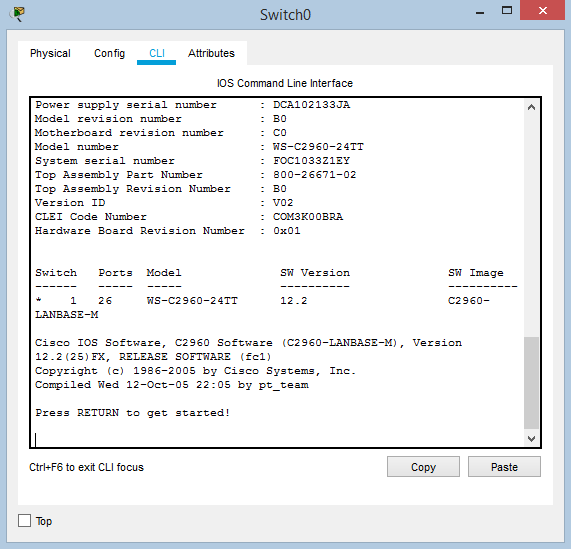 Switch0
Physical Config CLI Attributes
IOS Command Line Interface
Power supply serial number : DCA102133JA
Model revision number : B0
Motherboard revision number : C0
Model number : WS-C2960-24TT
System serial number : FOC1033Z1EY
Top Assembly Part Number : 800-26671-02
Top Assembly Revision Number : B0
Version ID : V02
CLEI Code Number : COM3K00BRA
Hardware Board Revision Number : 0x01
Switch Ports Model SW Version SW Image
------ ----- ----- ---------- ----------
* 1 26 WS-C2960-24TT 12.2 C2960-
LANBASE-M
Cisco IOS Software, C2960 Software (C2960-LANBASE-M), Version
12.2(25)FX, RELEASE SOFTWARE (fc1)
Copyright (c) 1986-2005 by Cisco Systems, Inc.
Compiled Wed 12-Oct-05 22:05 by pt_team
Press RETURN to get started!
Ctrl+F6 to exit CLI focus Copy Paste
Top